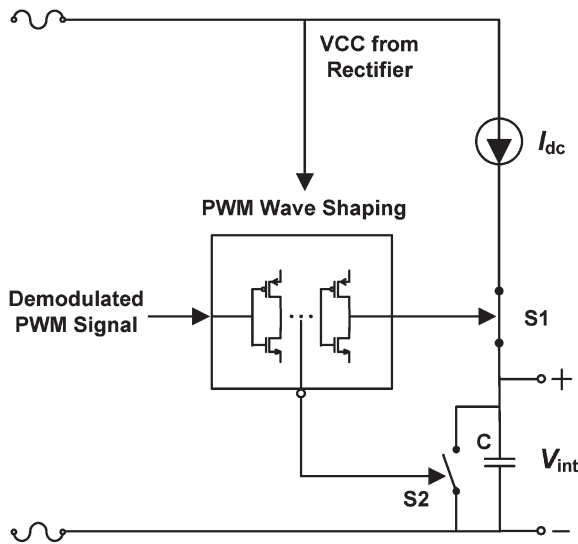 VCC from
Rectifier
Idc
PWM Wave Shaping
Demodulated
PWM Signal
S1
+
C
Vint
S2
−